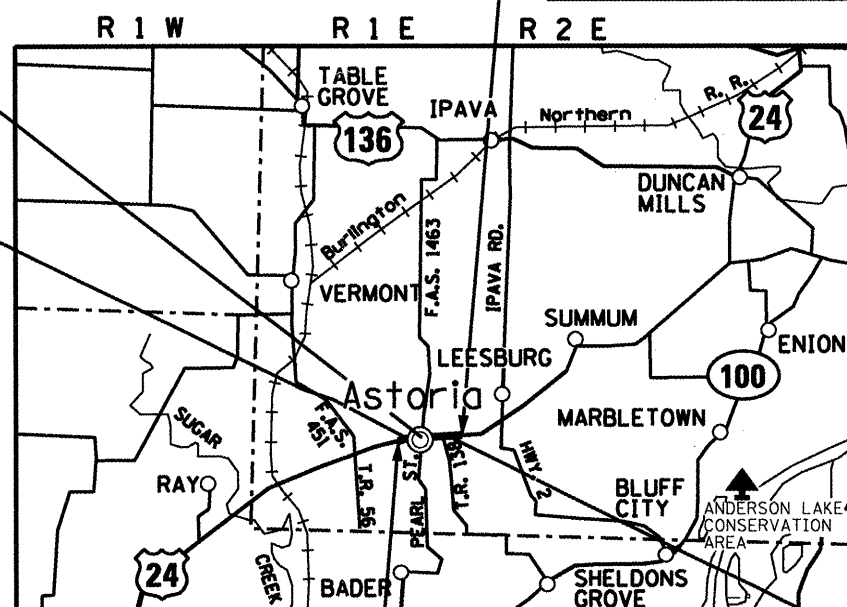 R 1 W R 1 E R 2 E
TABLE
GROVE
IPAVA
136
Northern
R. R.
24
DUNCAN
MILLS
Burlington
F.A.S. 1463
IPAVA RD.
VERMONT
SUMMUM
LEESBURG
ENION
100
Astoria
MARBLETOWN
SUGAR
F.A.S.
451
RAY
T.R. 56
PEARL ST.
T.R. 158
HWY 2
BLUFF
CITY
ANDERSON LAKE
CONSERVATION
AREA
24
CREEK
BADER
SHELDONS
GROVE